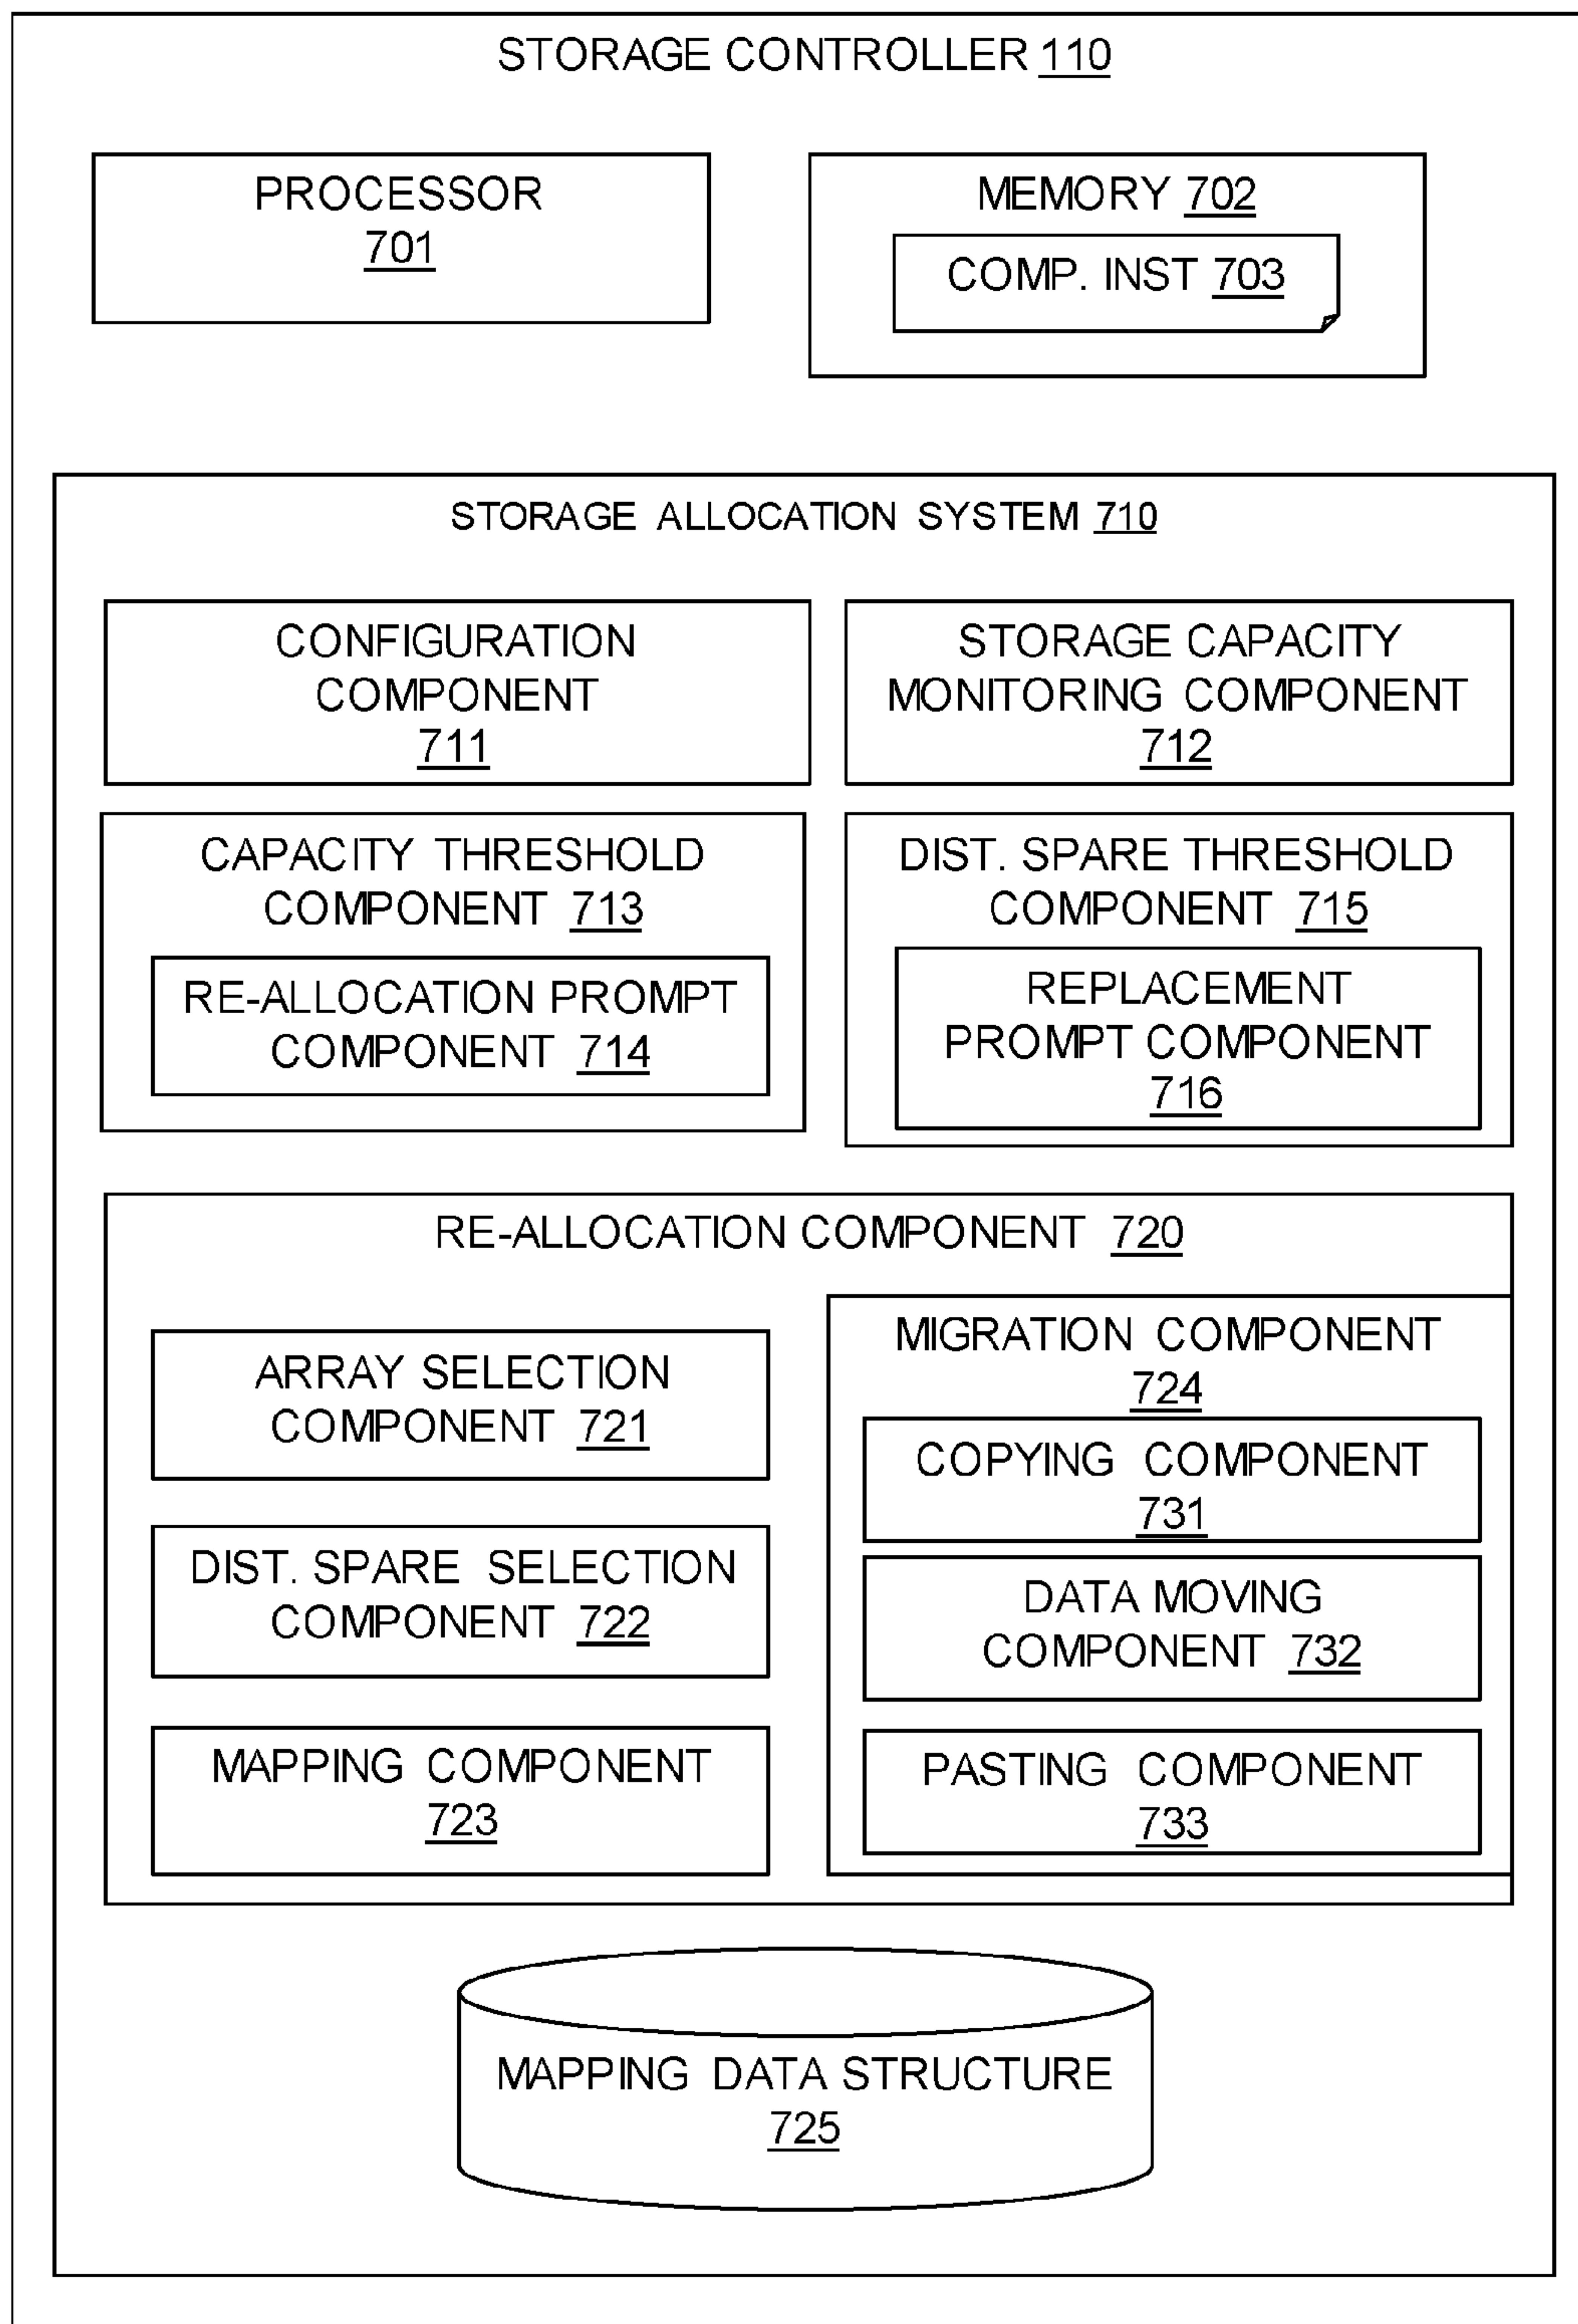 STORAGE CONTROLLER 110
PROCESSOR
701
MEMORY 702
COMP. INST 703
STORAGE ALLOCATION SYSTEM 710
CONFIGURATION
COMPONENT
711
STORAGE CAPACITY
MONITORING COMPONENT
712
CAPACITY THRESHOLD
COMPONENT 713
RE-ALLOCATION PROMPT
COMPONENT 714
DIST. SPARE THRESHOLD
COMPONENT 715
REPLACEMENT
PROMPT COMPONENT
716
RE-ALLOCATION COMPONENT 720
ARRAY SELECTION
COMPONENT 721
DIST. SPARE SELECTION
COMPONENT 722
MAPPING COMPONENT
723
MIGRATION COMPONENT
724
COPYING COMPONENT
731
DATA MOVING
COMPONENT 732
PASTING COMPONENT
733
MAPPING DATA STRUCTURE
725